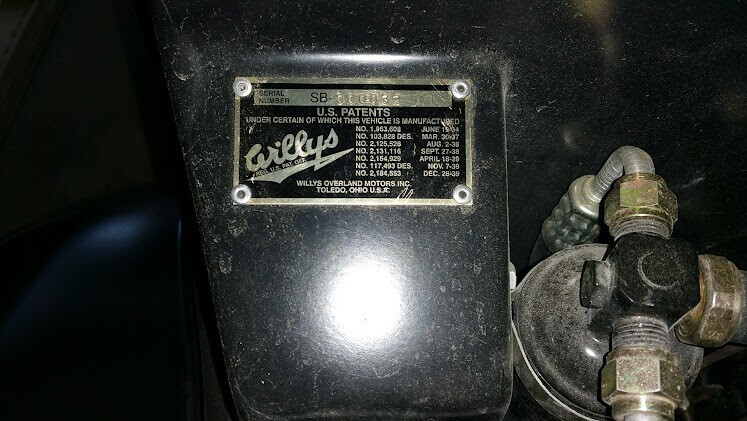 SERIAL
NUMBER SB-
U.S. PATENTS
UNDER CERTAIN OF WHICH THIS VEHICLE IS MANUFACTURED
NO. 1,963,608 JUNE 19-34
NO. 103,828 DES. MAR. 30-37
NO. 2,125,526 AUG. 2-38
NO. 2,131,116 SEPT. 27-38
NO. 2,154,929 APRIL 18-39
NO. 117,493 DES. NOV. 7-39
NO. 2,184,683 DEC. 26-39
Willys
U.S. PAT. OFF.
WILLYS OVERLAND MOTORS INC.
TOLEDO, OHIO U.S.A.